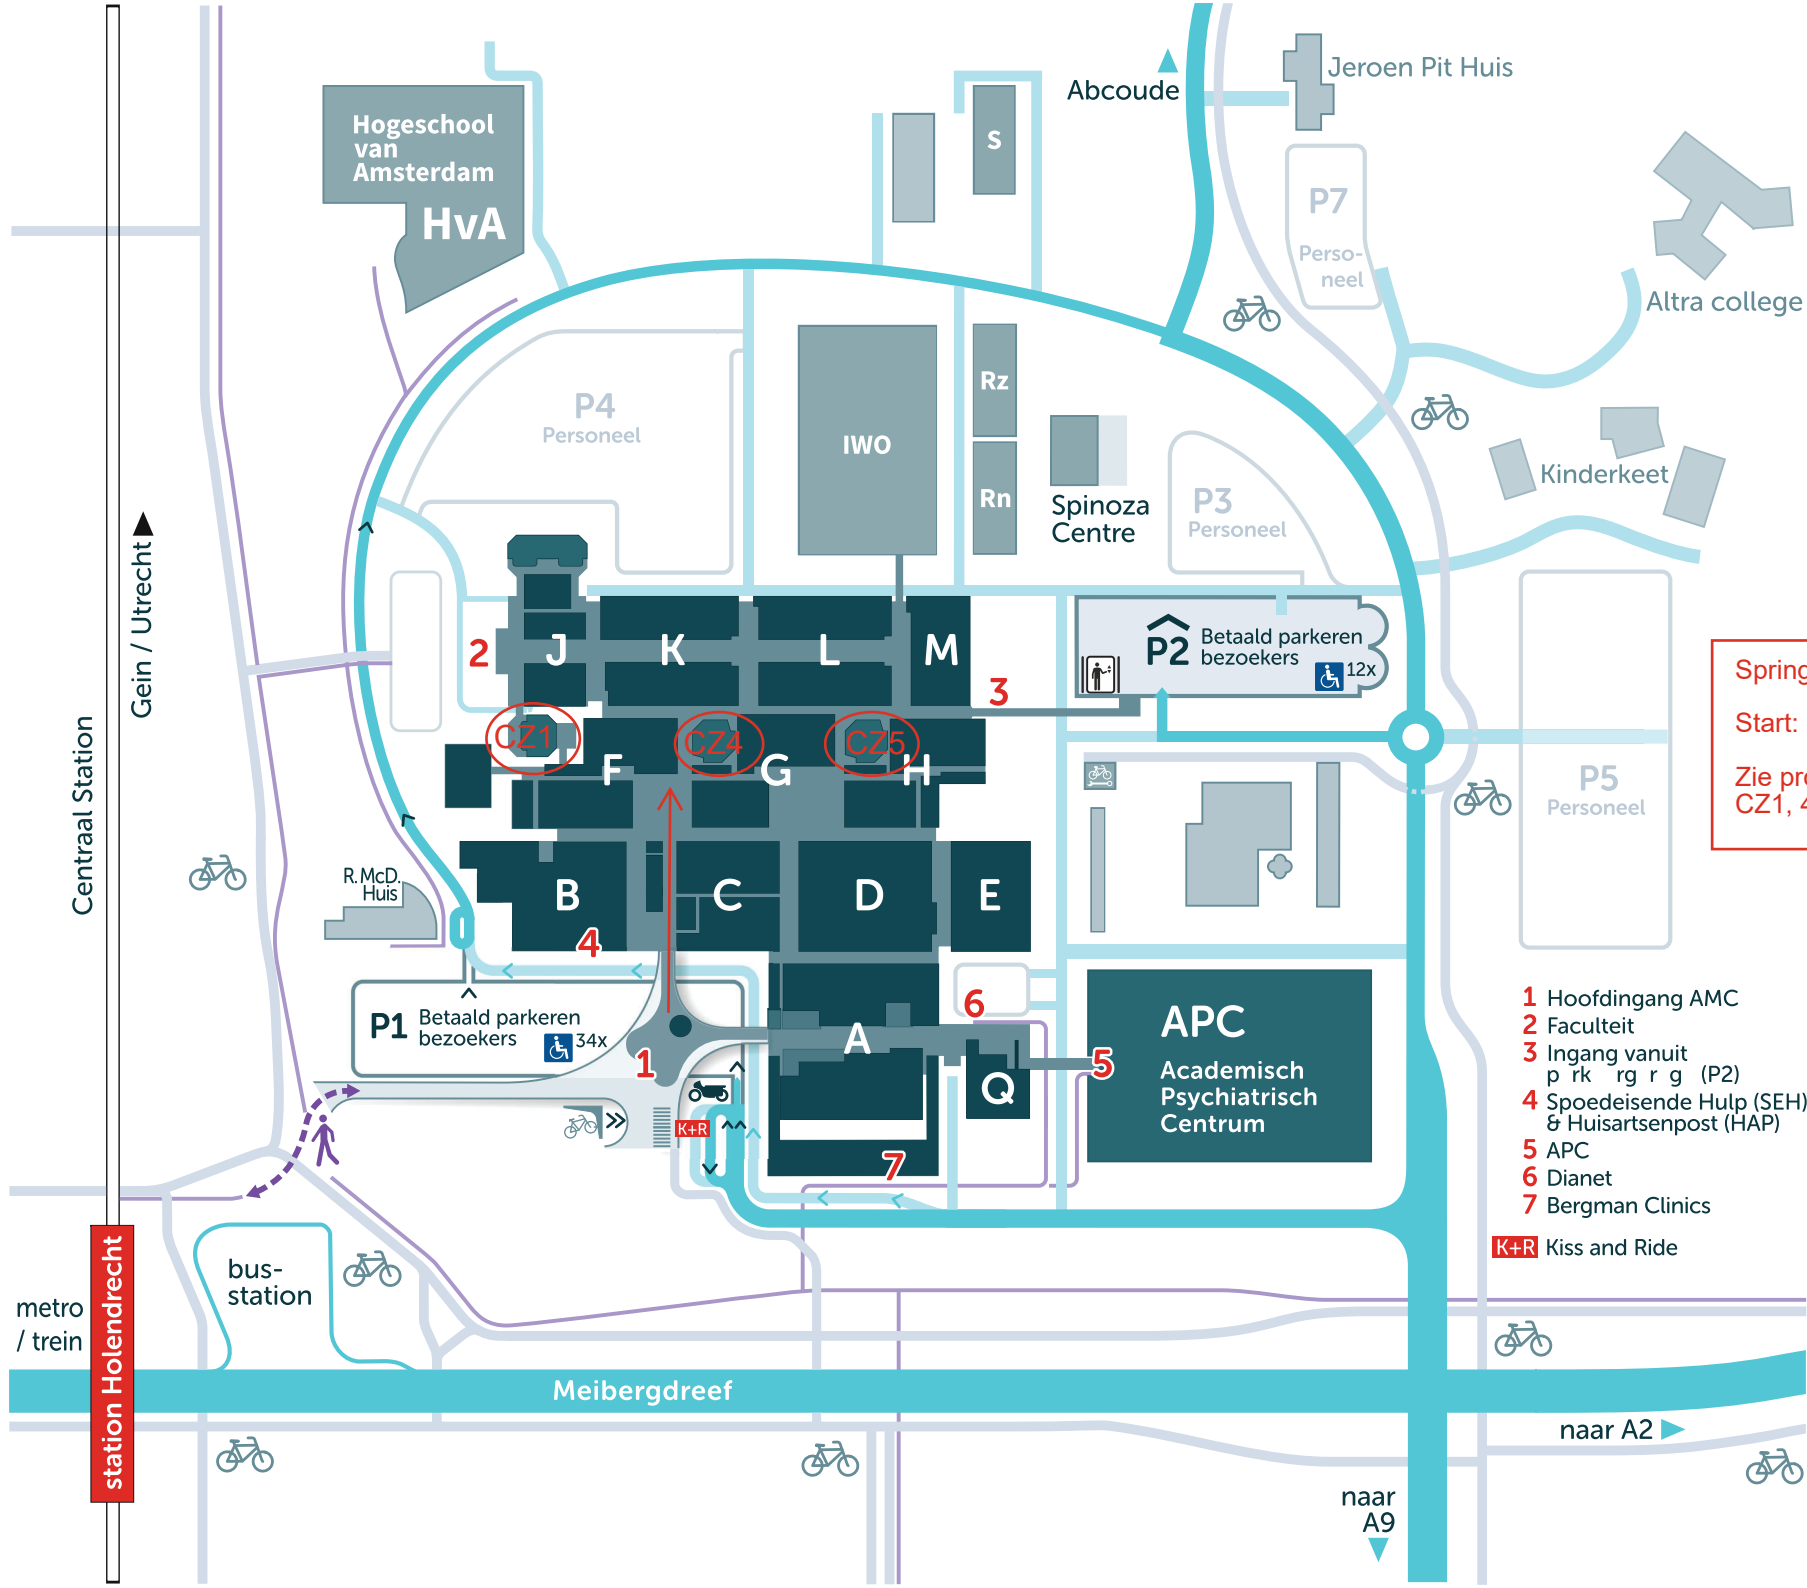 Jeroen Pit Huis
Abcoude
Hogeschool
van
Amsterdam
HvA
S
P7
Perso-
neel
Altra college
P4
Personeel
IWO
Rz
Rn
Spinoza
Centre
P3
Personeel
Kinderkeet
Gein / Utrecht
Centraal Station
2
J
K
L
M
3
P2
Betaald parkeren
bezoekers
12x
Spring
Start:
Zie pr
CZ1, 4
CZ1
CZ4
CZ5
F
G
H
P5
Personeel
R. McD.
Huis
B
C
D
E
4
P1
Betaald parkeren
bezoekers
34x
1
A
6
Q
5
APC
Academisch
Psychiatrisch
Centrum
K+R
7
1 Hoofdingang AMC
2 Faculteit
3 Ingang vanuit
p rk rg r g (P2)
4 Spoedeisende Hulp (SEH)
& Huisartsenpost (HAP)
5 APC
6 Dianet
7 Bergman Clinics
K+R Kiss and Ride
bus-
station
metro
/ trein
station Holendrecht
Meibergdreef
naar A2
naar
A9